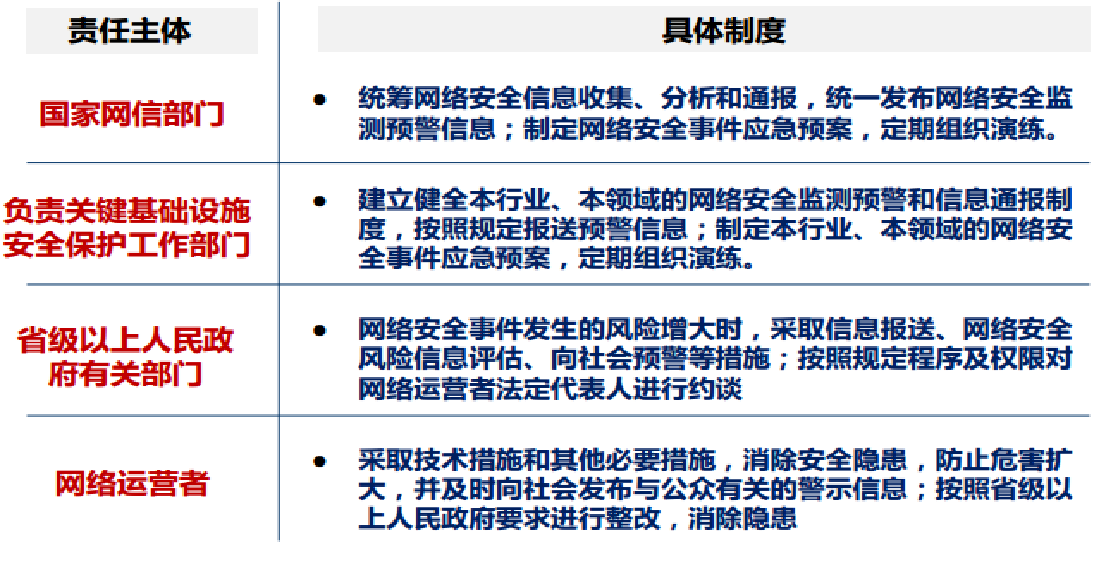 责任主体
具体制度
国家网信部门
● 统筹网络安全信息收集、分析和通报，统一发布网络安全监
测预警信息；制定网络安全事件应急预案，定期组织演练。
负责关键基础设施
安全保护工作部门
● 建立健全本行业、本领域的网络安全监测预警和信息通报制
度，按照规定报送预警信息；制定本行业、本领域的网络安
全事件应急预案，定期组织演练。
省级以上人民政
府有关部门
● 网络安全事件发生的风险增大时，采取信息报送、网络安全
风险信息评估、向社会预警等措施；按照规定程序及权限对
网络运营者法定代表人进行约谈
网络运营者
● 采取技术措施和其他必要措施，消除安全隐患，防止危害扩
大，并及时向社会发布与公众有关的警示信息；按照省级以
上人民政府要求进行整改，消除隐患